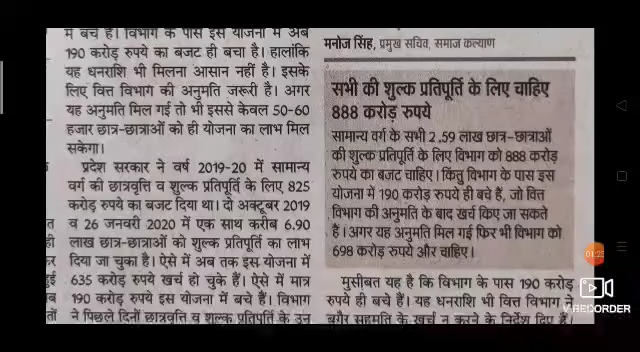 में बचे हैं। विभाग के पास इस योजना में अब
190 करोड़ रुपये का बजट ही बचा है। हालांकि
यह धनराशि भी मिलना आसान नहीं है। इसके
लिए वित्त विभाग की अनुमति जरूरी है। अगर
यह अनुमति मिल गई तो भी इससे केवल 50-60
हजार छात्र-छात्राओं को ही योजना का लाभ मिल
सकेगा।
प्रदेश सरकार ने वर्ष 2019-20 में सामान्य
वर्ग की छात्रवृत्ति व शुल्क प्रतिपूर्ति के लिए 825
करोड़ रुपये का बजट दिया था। दो अक्टूबर 2019
व 26 जनवरी 2020 में एक साथ करीब 6.90
लाख छात्र-छात्राओं को शुल्क प्रतिपूर्ति का लाभ
दिया जा चुका है। ऐसे में अब तक इस योजना में
635 करोड़ रुपये खर्च हो चुके हैं। ऐसे में मात्र
190 करोड़ रुपये इस योजना में बचे हैं। विभाग
ने पिछले दिनों छात्रवृत्ति व शुल्क प्रतिपूर्ति के उन
मनोज सिंह, प्रमुख सचिव, समाज कल्याण
सभी की शुल्क प्रतिपूर्ति के लिए चाहिए
888 करोड़ रुपये
सामान्य वर्ग के सभी 2.59 लाख छात्र-छात्राओं
की शुल्क प्रतिपूर्ति के लिए विभाग को 888 करोड़
रुपये का बजट चाहिए। किंतु विभाग के पास इस
योजना में 190 करोड़ रुपये ही बचे हैं, जो वित्त
विभाग की अनुमति के बाद खर्च किए जा सकते
हैं। अगर यह अनुमति मिल गई फिर भी विभाग को
698 करोड़ रुपये और चाहिए।
मुसीबत यह है कि विभाग के पास 190 करोड़
रुपये ही बचे हैं। यह धनराशि भी वित्त विभाग ने
बगैर सहमति के खर्च न करने के निर्देश दिए हैं।
01:25
RECORDER